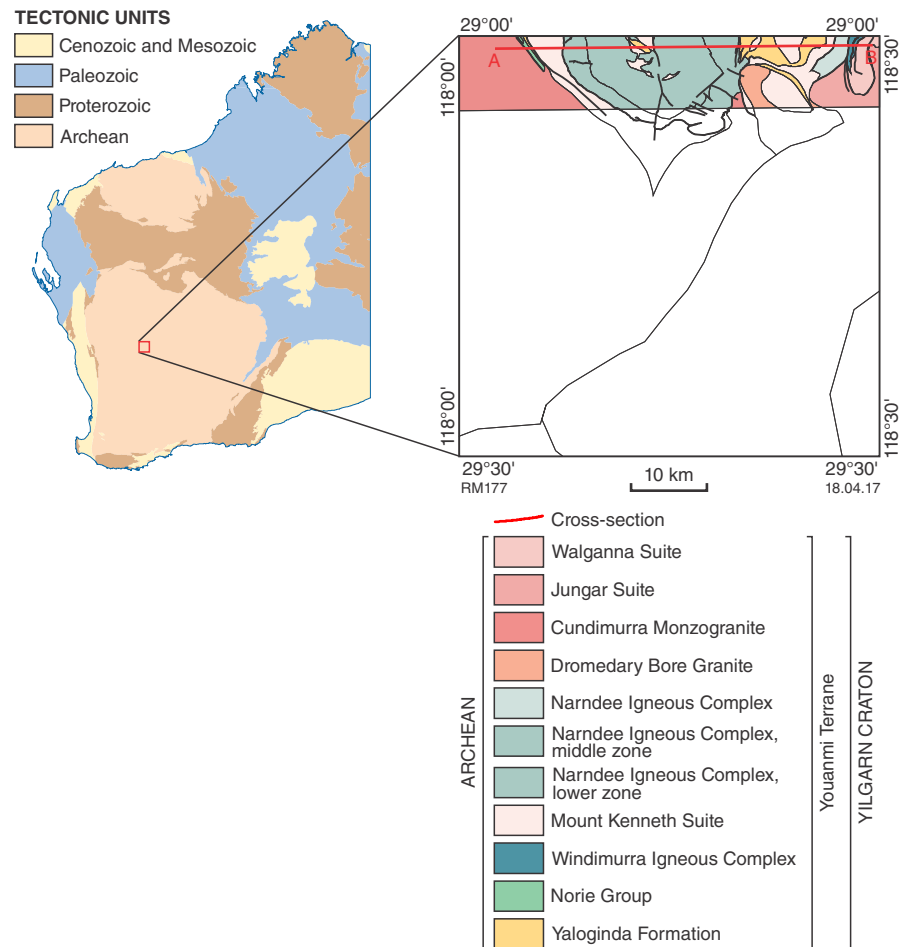 TECTONIC UNITS
Cenozoic and Mesozoic
Paleozoic
Proterozoic
Archean
29°00'
29°00'
118°00'
118°30'
A
B
118°00'
118°30'
29°30'
29°30'
RM177
10 km
18.04.17
Cross-section
Walganna Suite
Jungar Suite
Cundimurra Monzogranite
Dromedary Bore Granite
Narndee Igneous Complex
Narndee Igneous Complex,
middle zone
Narndee Igneous Complex,
lower zone
Mount Kenneth Suite
Windimurra Igneous Complex
Norie Group
Yaloginda Formation
ARCHEAN
Youanmi Terrane
YILGARN CRATON